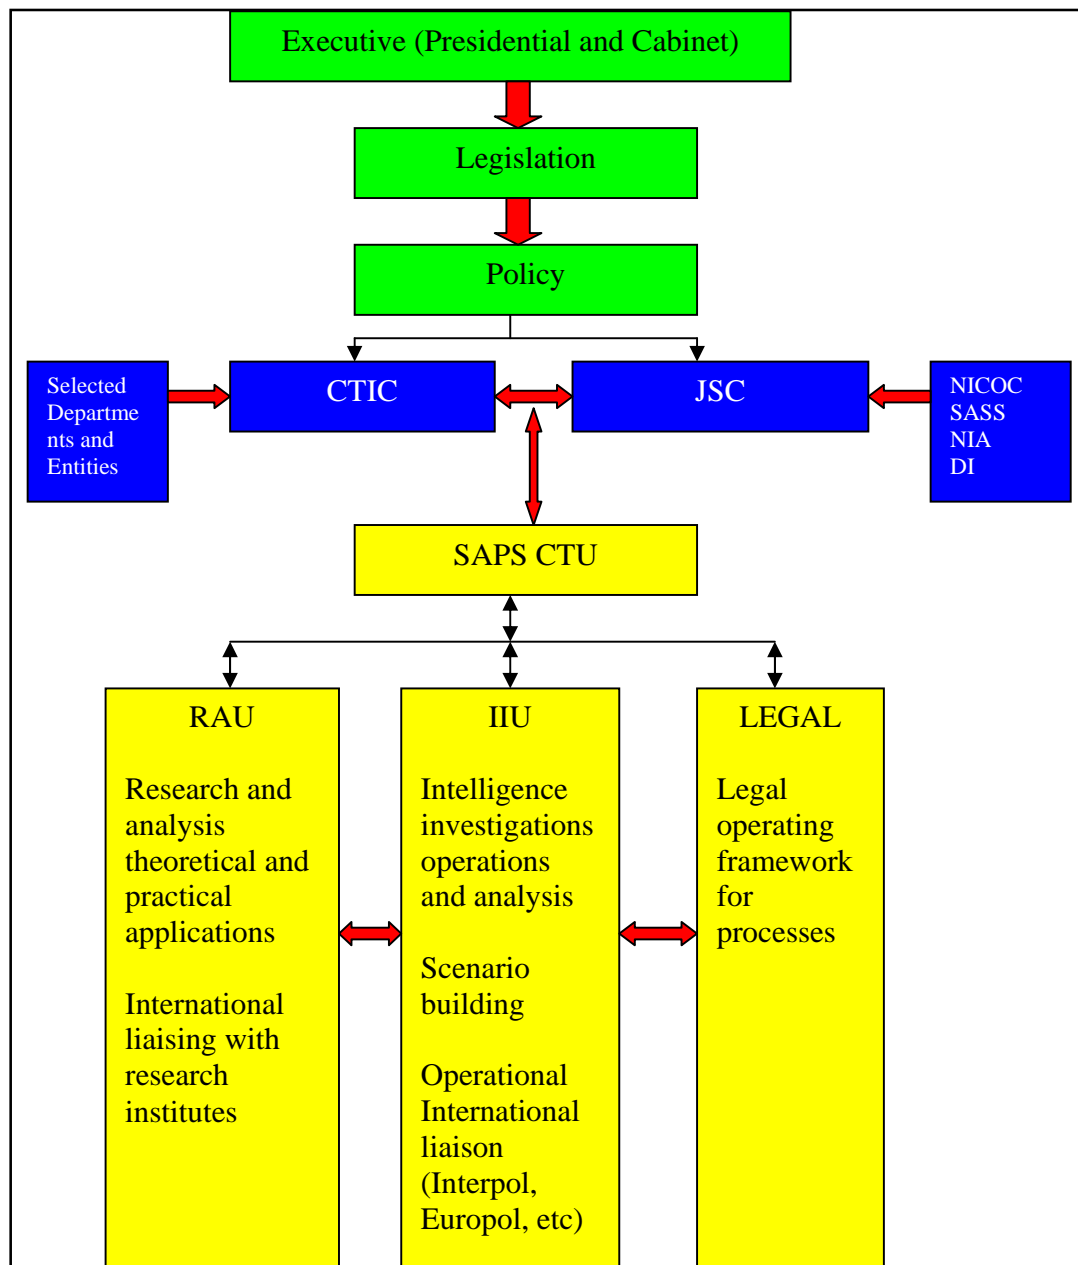 Executive (Presidential and Cabinet)
Legislation
Policy
Selected
Departme
nts and
Entities
CTIC
JSC
NICOC
SASS
NIA
DI
SAPS CTU
RAU
Research and
analysis
theoretical and
practical
applications
International
liaising with
research
institutes
IIU
Intelligence
investigations
operations
and analysis
Scenario
building
Operational
International
liaison
(Interpol,
Europol, etc)
LEGAL
Legal
operating
framework
for
processes